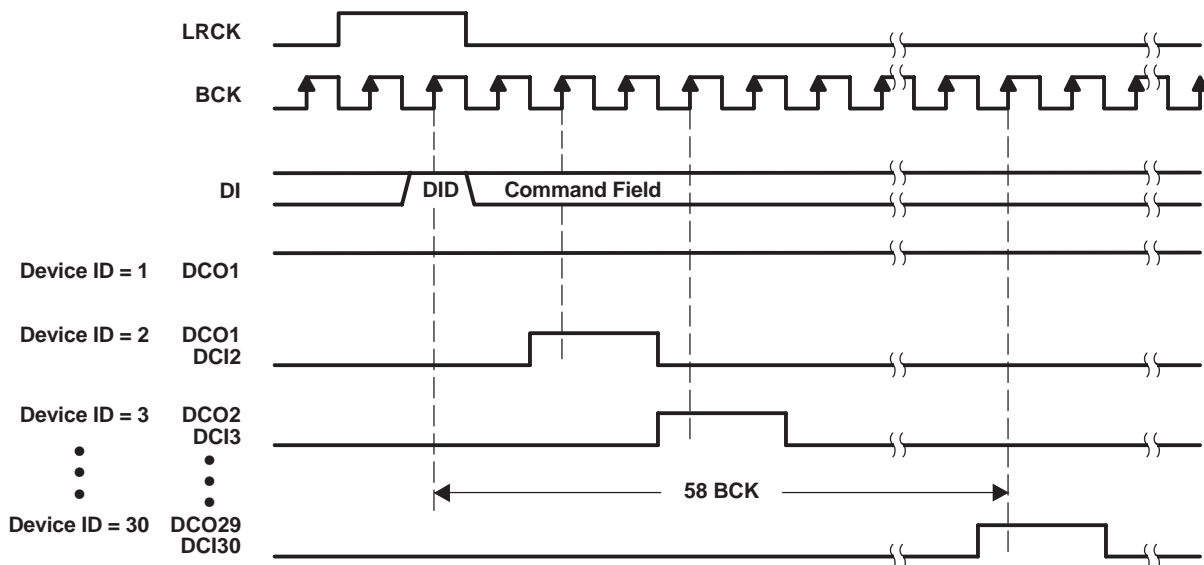 LRCK
BCK
DI DID Command Field
Device ID = 1 DCO1
Device ID = 2 DCO1
DCI2
Device ID = 3 DCO2
DCI3
58 BCK
Device ID = 30 DCO29
DCI30